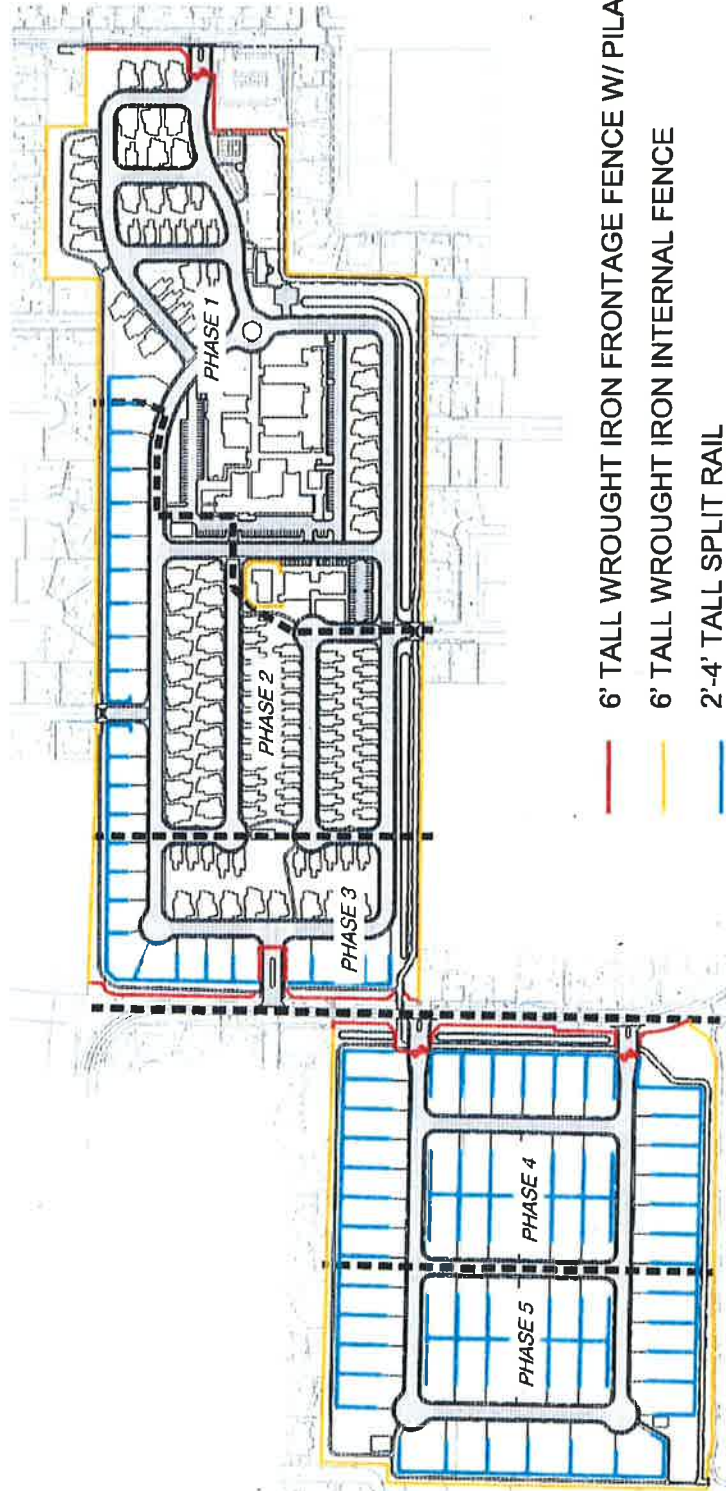 PHASE 1
PHASE 2
PHASE 3
PHASE 4
PHASE 5
6' TALL WROUGHT IRON FRONTAGE FENCE W/ PILA
6' TALL WROUGHT IRON INTERNAL FENCE
2'-4' TALL SPLIT RAIL